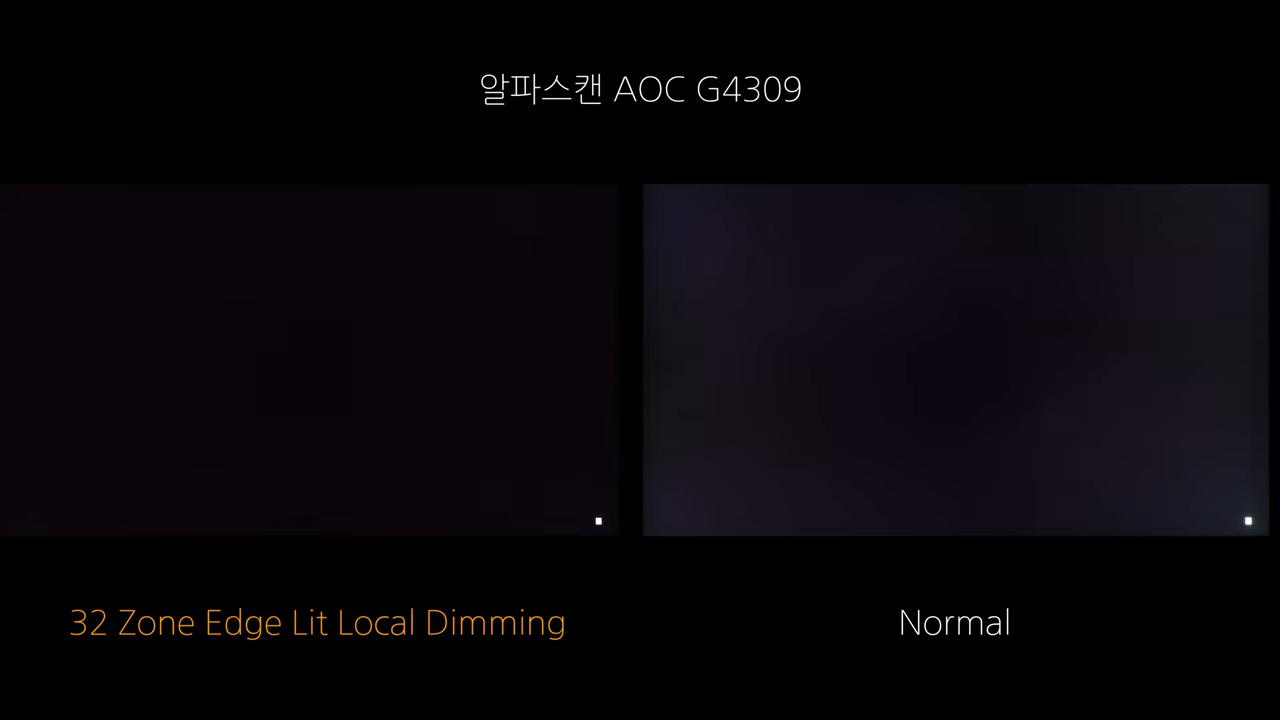 알파스캔 AOC G4309
32 Zone Edge Lit Local Dimming
Normal